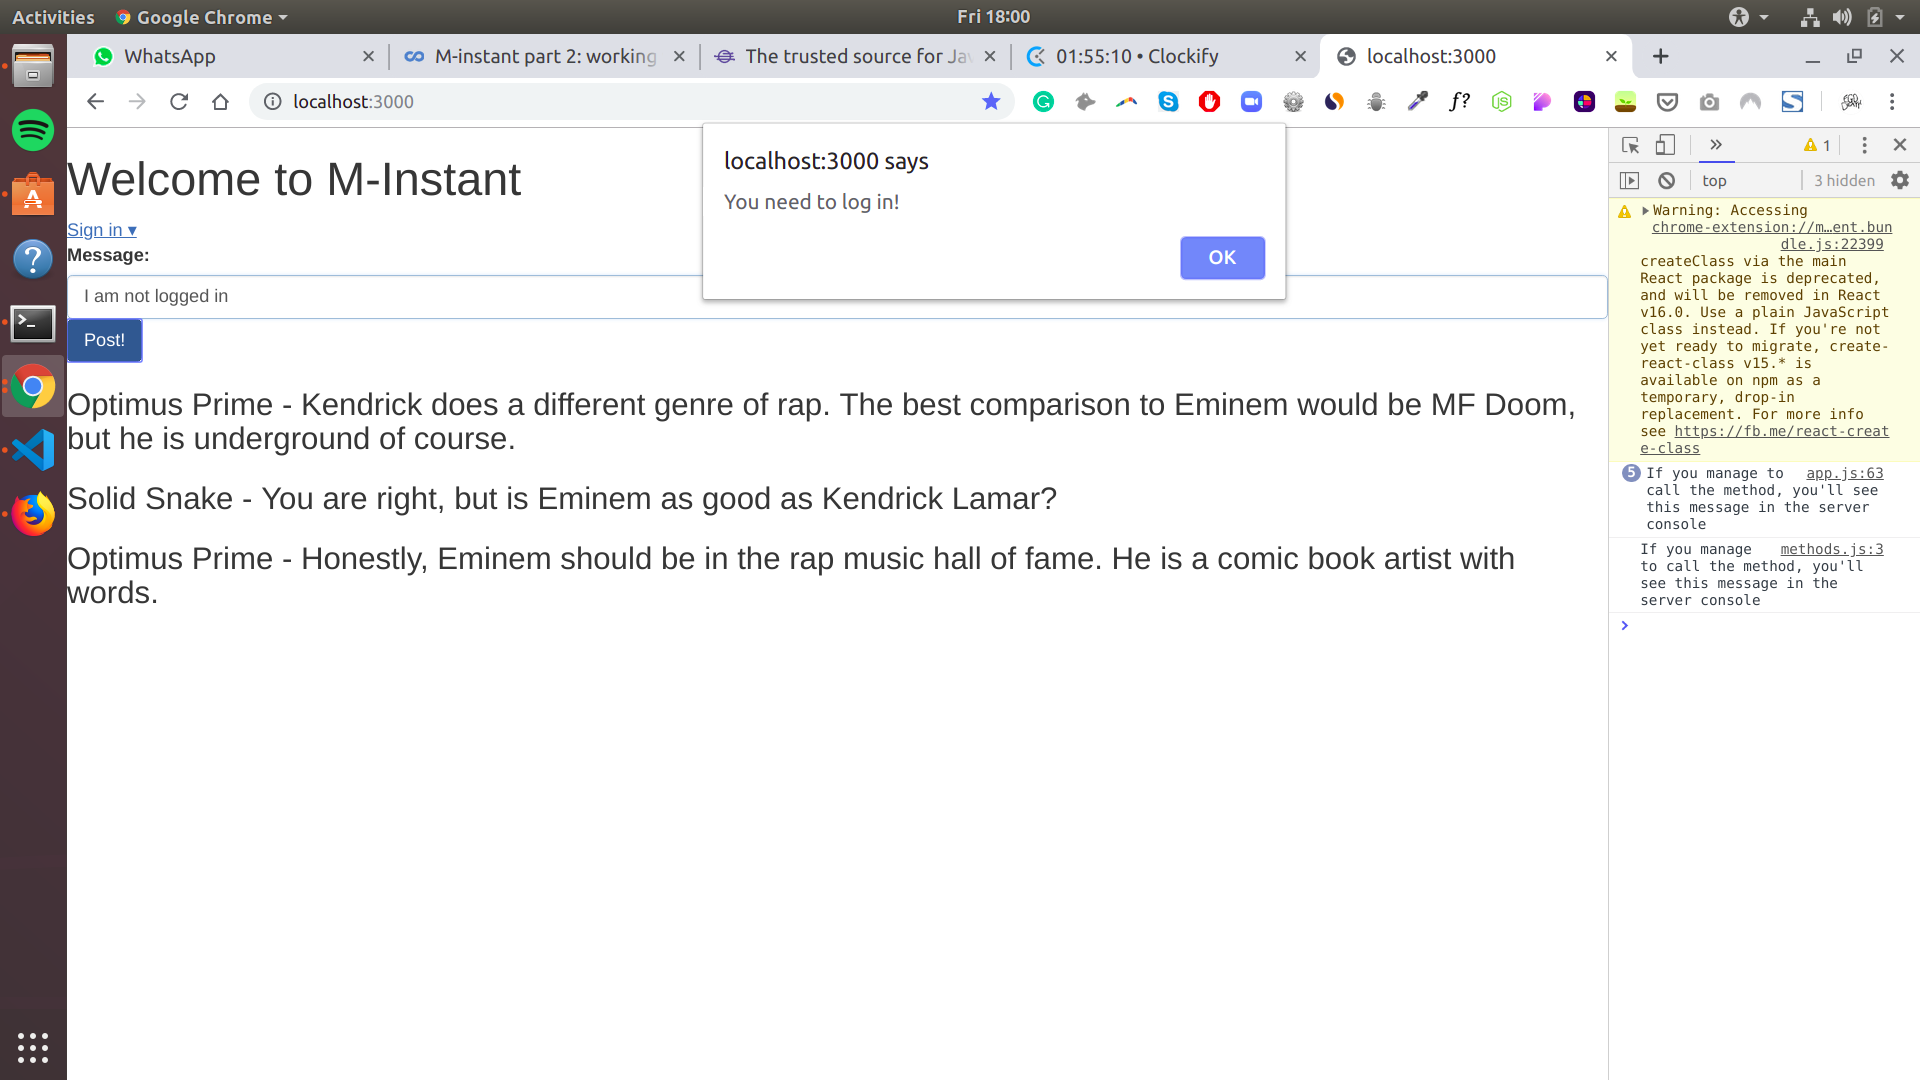 Activities
Google Chrome
Fri 18:00
WhatsApp
M-instant part 2: working
The trusted source for Jav
01:55:10 • Clockify
localhost:3000
localhost:3000
f?
Welcome to M-Instant
Sign in ▾
Message:
I am not logged in
Post!
localhost:3000 says
You need to log in!
OK
Optimus Prime - Kendrick does a different genre of rap. The best comparison to Eminem would be MF Doom,
but he is underground of course.
Solid Snake - You are right, but is Eminem as good as Kendrick Lamar?
Optimus Prime - Honestly, Eminem should be in the rap music hall of fame. He is a comic book artist with
words.
1
top
3 hidden
Warning: Accessing
chrome-extension://m…ent.bun
dle.js:22399
createClass via the main
React package is deprecated,
and will be removed in React
v16.0. Use a plain JavaScript
class instead. If you're not
yet ready to migrate, create-
react-class v15.* is
available on npm as a
temporary, drop-in
replacement. For more info
see https://fb.me/react-creat
e-class
5 If you manage to app.js:63
call the method, you'll see
this message in the server
console
If you manage methods.js:3
to call the method, you'll
see this message in the
server console